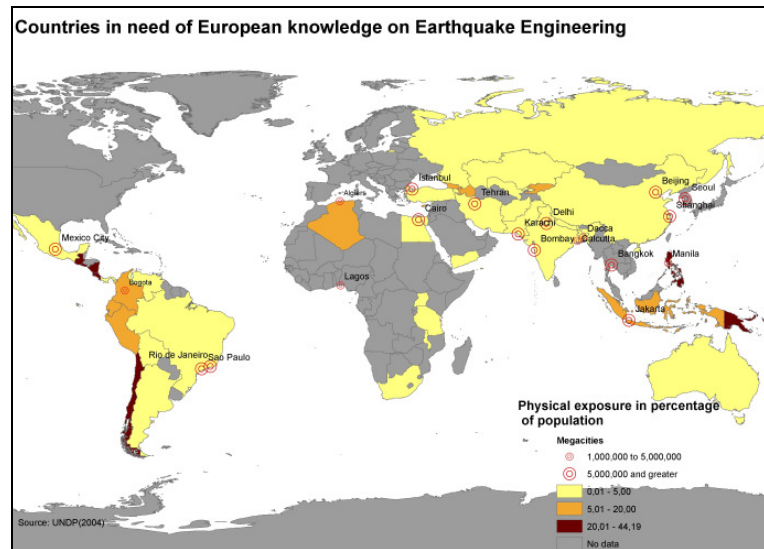 Countries in need of European knowledge on Earthquake Engineering
Istanbul
Algiers
Tehran
Beijing
Seoul
Shanghai
Cairo
Delhi
Karachi
Dacca
Mexico City
Bombay
Calcutta
Bangkok
Manila
Bogota
Lagos
Jakarta
Rio de Janeiro
Sao Paulo
Physical exposure in percentage
of population
Megacities
1,000,000 to 5,000,000
5,000,000 and greater
0,01 - 5,00
5,01 - 20,00
20,01 - 44,19
No data
Source: UNDP(2004)